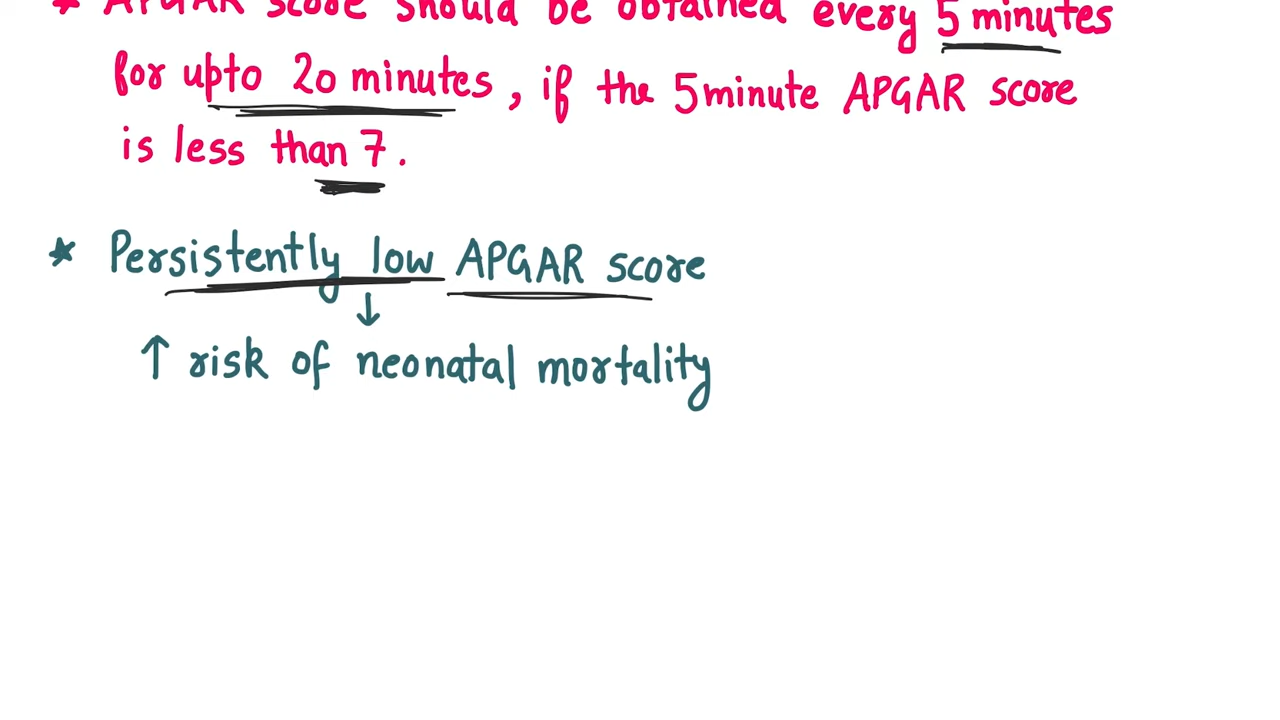 * APGAR score should be obtained every 5 minutes
for upto 20 minutes, if the 5minute APGAR score
is less than 7.
* Persistently low APGAR score
↓
↑ risk of neonatal mortality